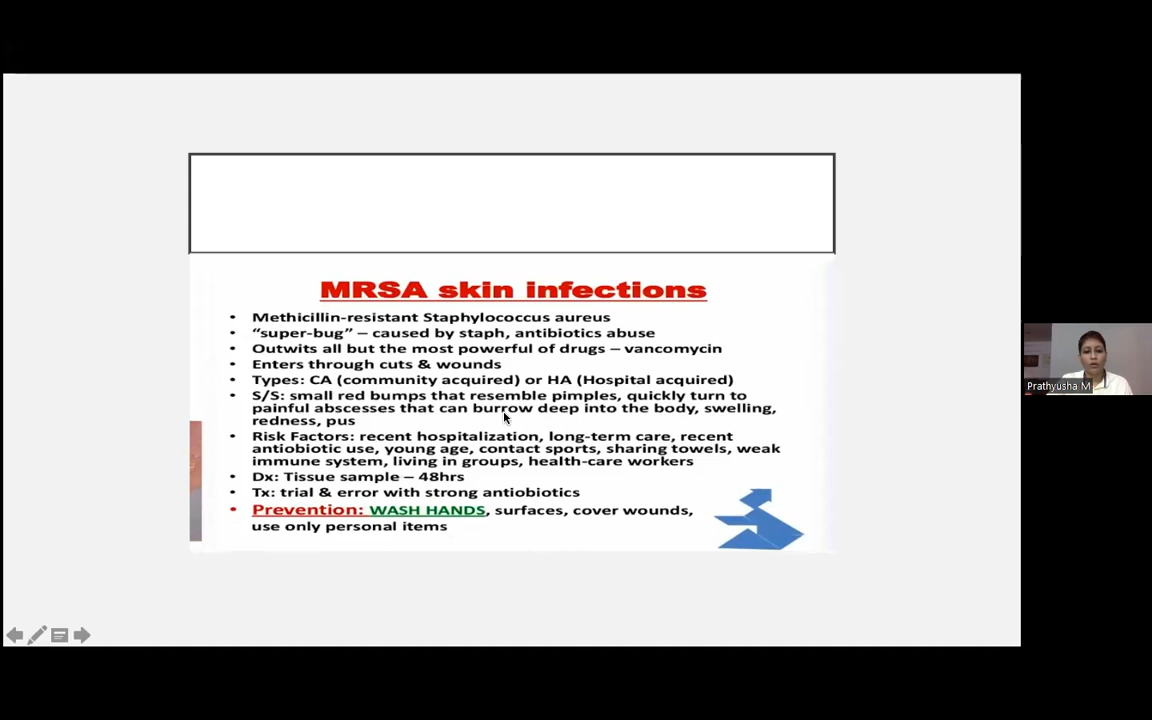 MRSA skin infections
• Methicillin-resistant Staphylococcus aureus
• “super-bug” – caused by staph, antibiotics abuse
• Outwits all but the most powerful of drugs – vancomycin
• Enters through cuts & wounds
• Types: CA (community acquired) or HA (Hospital acquired)
• S/S: small red bumps that resemble pimples, quickly turn to
painful abscesses that can burrow deep into the body, swelling,
redness, pus
• Risk Factors: recent hospitalization, long-term care, recent
antiobiotic use, young age, contact sports, sharing towels, weak
immune system, living in groups, health-care workers
• Dx: Tissue sample – 48hrs
• Tx: trial & error with strong antiobiotics
• Prevention: WASH HANDS, surfaces, cover wounds,
use only personal items
Prathyusha M